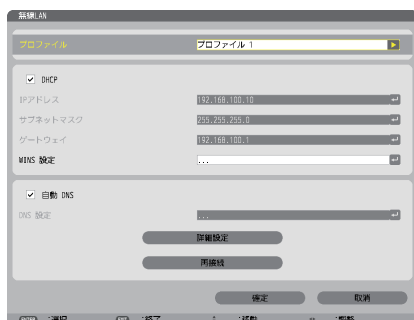 無線LAN
プロファイル プロファイル 1
DHCP
IPアドレス 192.168.100.10
サブネットマスク 255.255.255.0
ゲートウェイ 192.168.100.1
WINS 設定 ...
自動 DNS
DNS 設定 ...
詳細設定
再接続
確定 取消
ENTER :選択 EXIT :終了 :移動 :調整